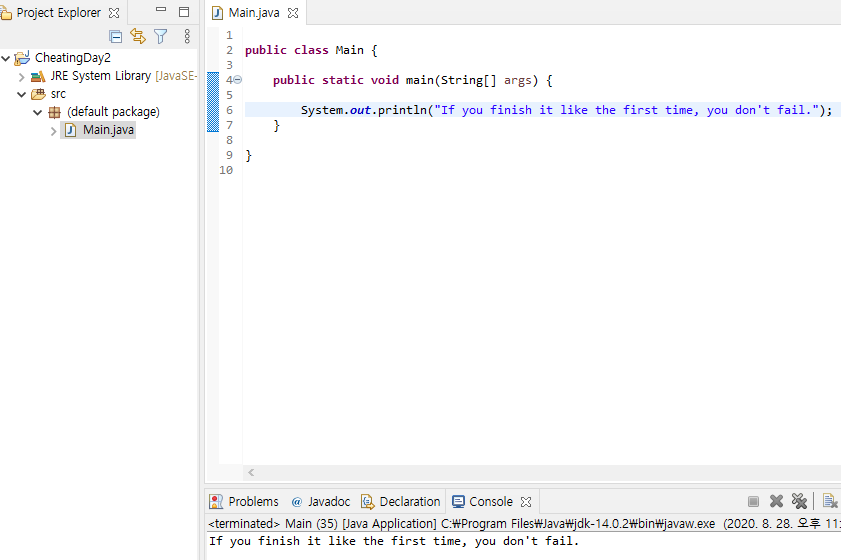 Project Explorer
CheatingDay2
JRE System Library [JavaSE-
src
(default package)
Main.java
Main.java
1
2 public class Main {
3
4 public static void main(String[] args) {
5
6 System.out.println("If you finish it like the first time, you don't fail.");
7 }
8
9 }
10
Problems @ Javadoc Declaration Console
<terminated> Main (35) [Java Application] C:₩Program Files₩Java₩jdk-14.0.2₩bin₩javaw.exe (2020. 8. 28. 오후 11:
If you finish it like the first time, you don't fail.